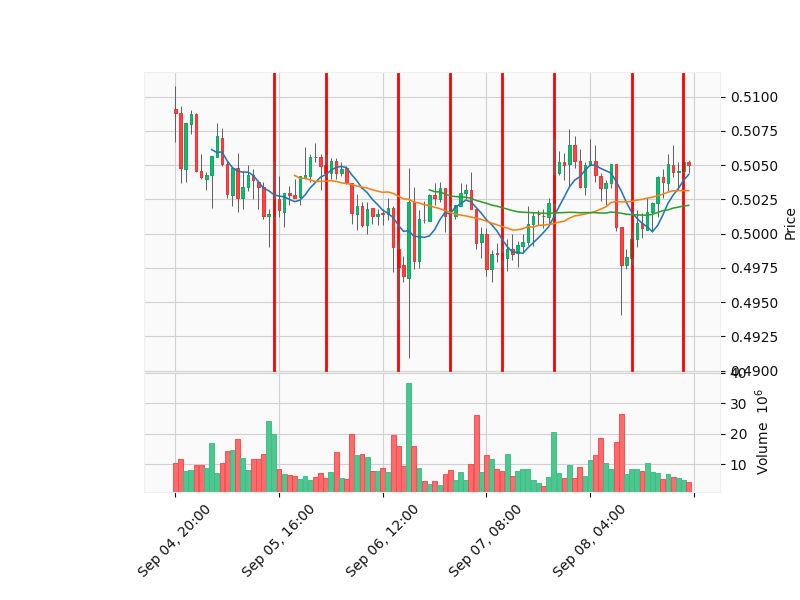 0.5100
0.5075
0.5050
0.5025
0.5000
0.4975
0.4950
0.4925
0.4900
Price
40
30
20
10
Volume 10^6
Sep 04, 20:00
Sep 05, 16:00
Sep 06, 12:00
Sep 07, 08:00
Sep 08, 04:00